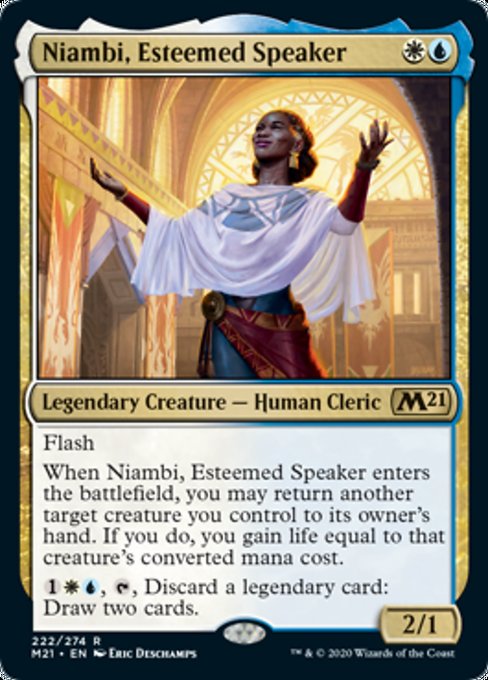 Niambi, Esteemed Speaker
Legendary Creature — Human Cleric M21
Flash
When Niambi, Esteemed Speaker enters
the battlefield, you may return another
target creature you control to its owner's
hand. If you do, you gain life equal to that
creature's converted mana cost.
1, , Discard a legendary card:
Draw two cards.
2/1
222/274 R
M21 • EN Eric Deschamps
™ & © 2020 Wizards of the Coast